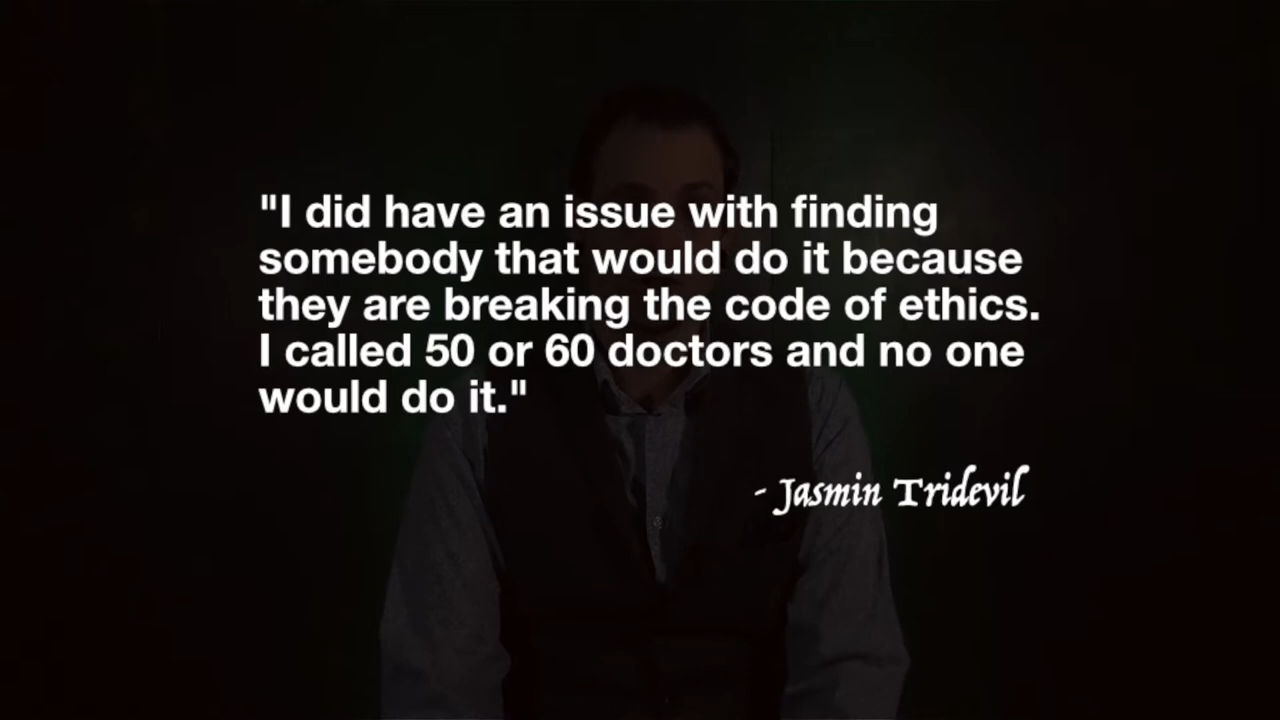 "I did have an issue with finding
somebody that would do it because
they are breaking the code of ethics.
I called 50 or 60 doctors and no one
would do it."
- Jasmin Tridevil